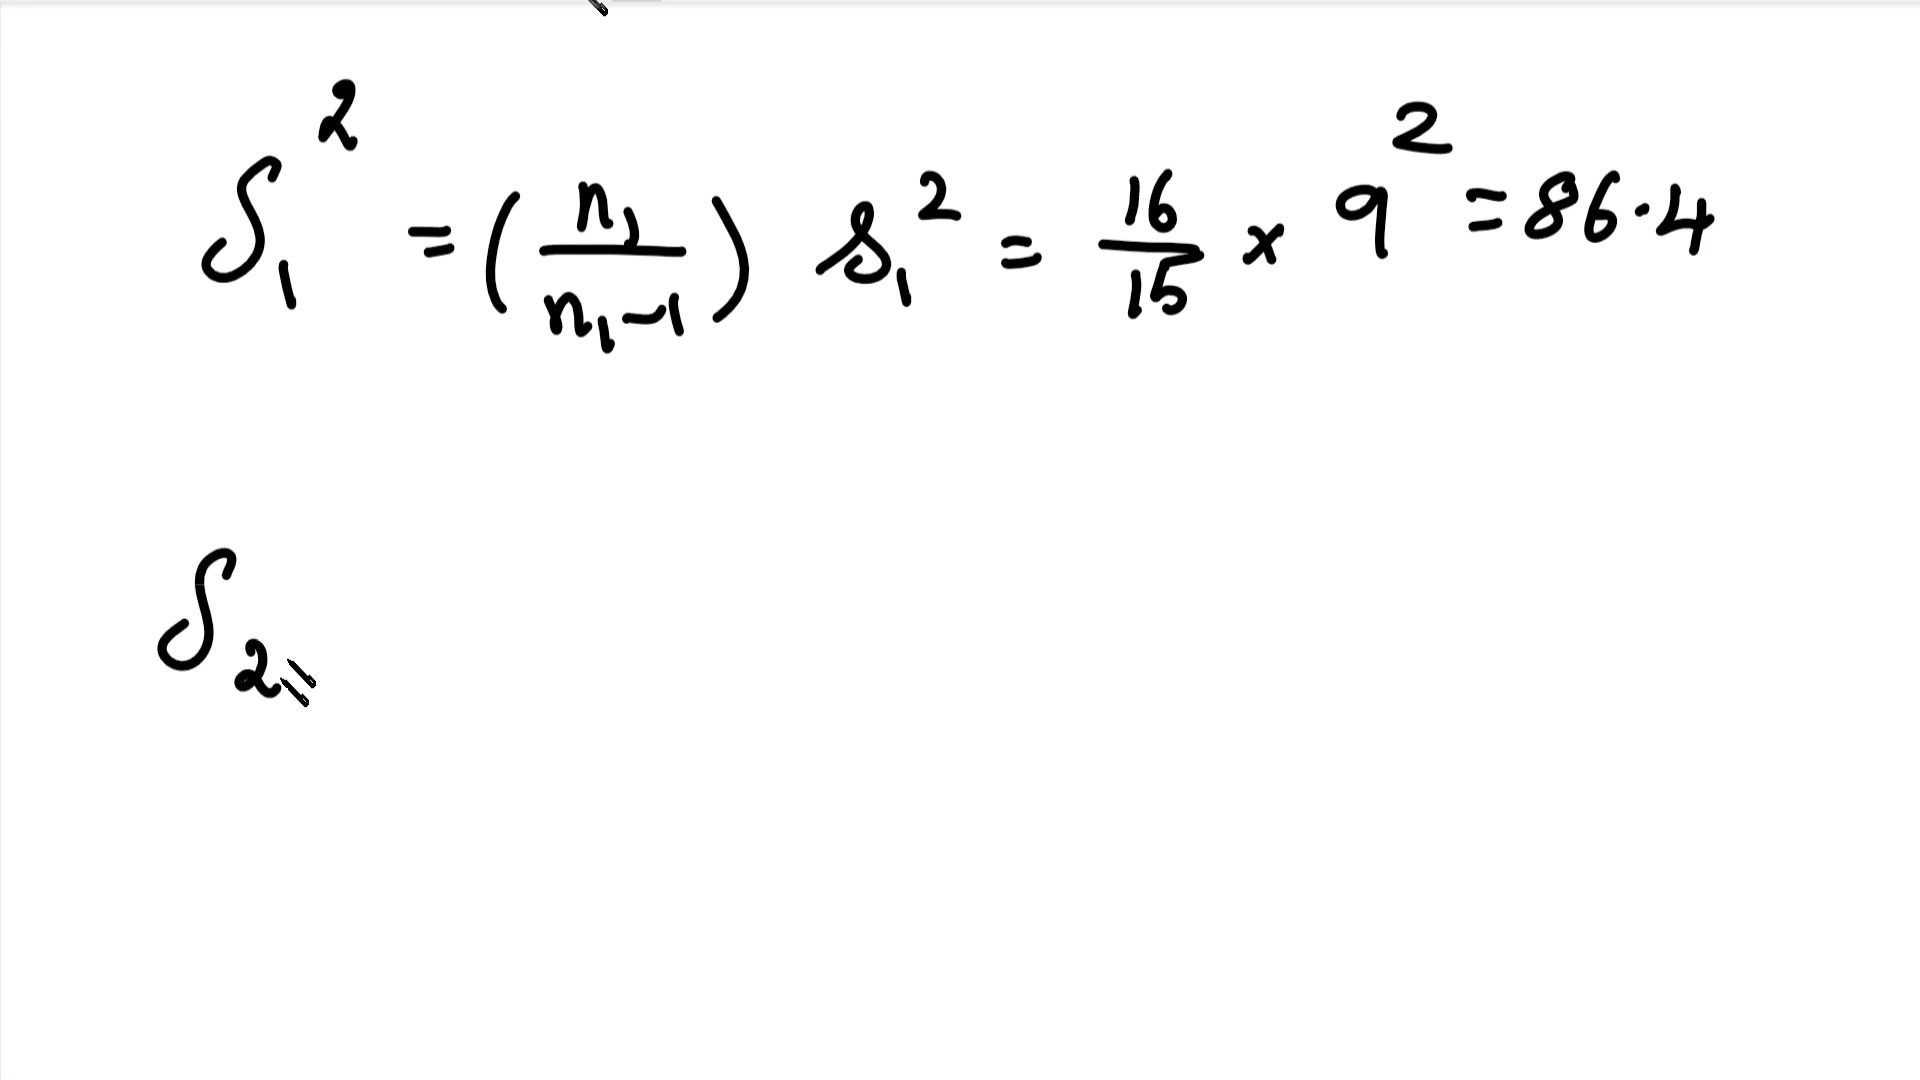 S₁² = (n₁/(n₁-1)) s₁² = 16/15 x 9² = 86.4
S₂